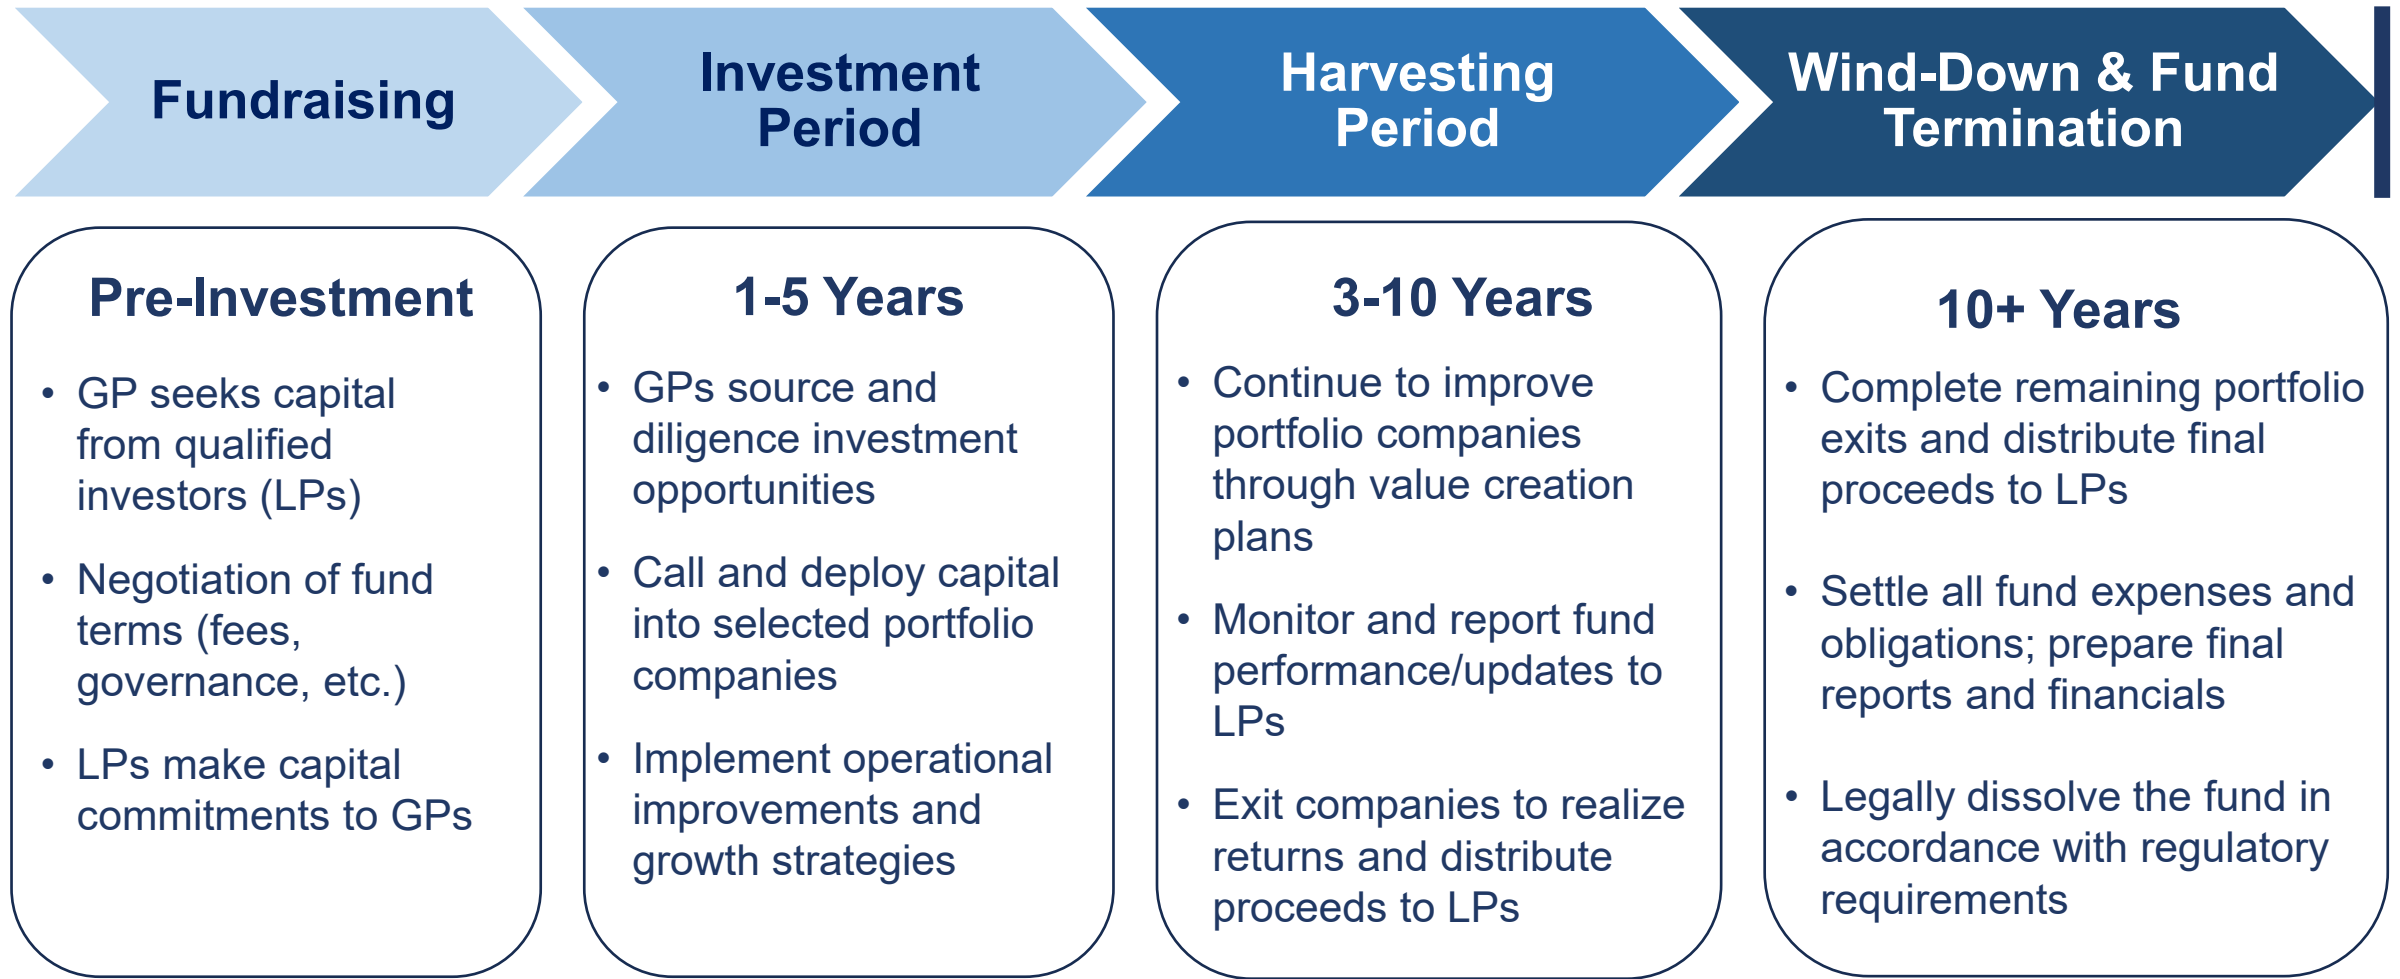 Fundraising
Investment
Period
Harvesting
Period
Wind-Down & Fund
Termination
Pre-Investment
• GP seeks capital
from qualified
investors (LPs)
• Negotiation of fund
terms (fees,
governance, etc.)
• LPs make capital
commitments to GPs
1-5 Years
• GPs source and
diligence investment
opportunities
• Call and deploy capital
into selected portfolio
companies
• Implement operational
improvements and
growth strategies
3-10 Years
• Continue to improve
portfolio companies
through value creation
plans
• Monitor and report fund
performance/updates to
LPs
• Exit companies to realize
returns and distribute
proceeds to LPs
10+ Years
• Complete remaining portfolio
exits and distribute final
proceeds to LPs
• Settle all fund expenses and
obligations; prepare final
reports and financials
• Legally dissolve the fund in
accordance with regulatory
requirements